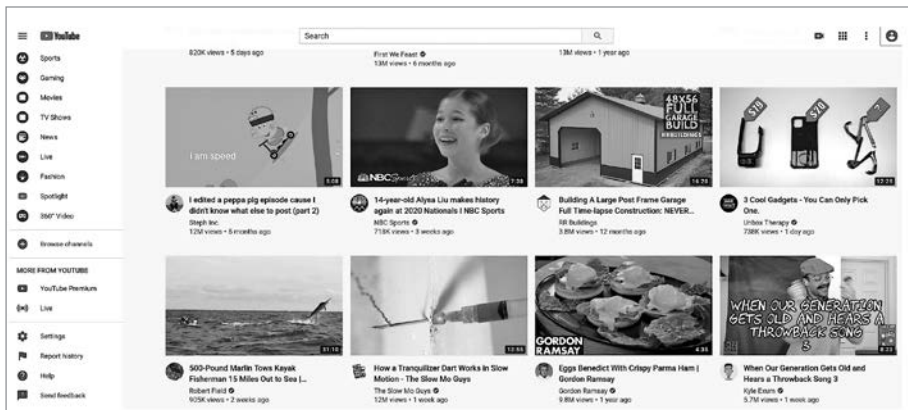 YouTube
Search
Sports
Gaming
Movies
TV Shows
News
Live
Fashion
Spotlight
360° Video
Browse channels
MORE FROM YOUTUBE
YouTube Premium
Live
Settings
Report history
Help
Send feedback
820K views • 5 days ago
First We Feast
13M views • 6 months ago
13M views • 1 year ago
i am speed
5:08
NBC Sports
7:38
48X56
FULL
GARAGE
BUILD
RRBUILDINGS
16:28
$79
$20
?
12:25
I edited a peppa pig episode cause I
didn't know what else to post (part 2)
Steph Inc.
12M views • 5 months ago
14-year-old Alysa Liu makes history
again at 2020 Nationals I NBC Sports
NBC Sports
718K views • 3 weeks ago
Building A Large Post Frame Garage
Full Time-lapse Construction: NEVER...
RR Buildings
3.8M views • 12 months ago
3 Cool Gadgets - You Can Only Pick
One.
Unbox Therapy
738K views • 1 day ago
31:10
12:55
GORDON
RAMSAY
4:35
WHEN OUR GENERATION
GETS OLD AND HEARS A
THROWBACK SONG
3
500-Pound Marlin Tows Kayak
Fisherman 15 Miles Out to Sea |...
Robert Field
905K views • 2 weeks ago
How a Tranquilizer Dart Works in Slow
Motion - The Slow Mo Guys
The Slow Mo Guys
12M views • 1 week ago
Eggs Benedict With Crispy Parma Ham |
Gordon Ramsay
Gordon Ramsay
9.8M views • 1 year ago
When Our Generation Gets Old and
Hears a Throwback Song 3
Kyle Exum
5.7M views • 1 week ago